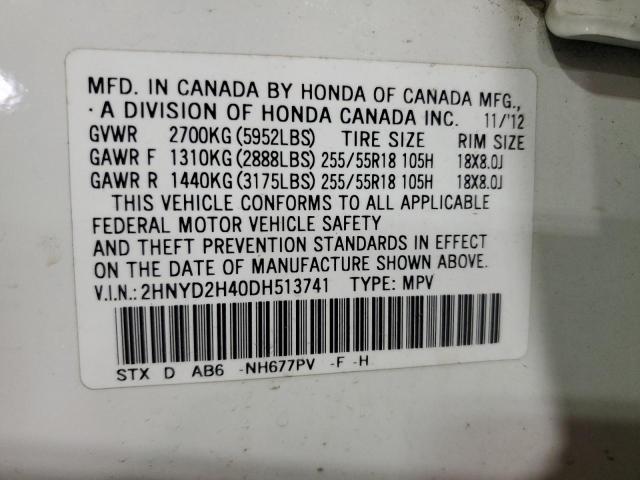 MFD. IN CANADA BY HONDA OF CANADA MFG.,
· A DIVISION OF HONDA CANADA INC. 11/'12
GVWR 2700KG (5952LBS) TIRE SIZE RIM SIZE
GAWR F 1310KG (2888LBS) 255/55R18 105H 18X8.0J
GAWR R 1440KG (3175LBS) 255/55R18 105H 18X8.0J
THIS VEHICLE CONFORMS TO ALL APPLICABLE
FEDERAL MOTOR VEHICLE SAFETY
AND THEFT PREVENTION STANDARDS IN EFFECT
ON THE DATE OF MANUFACTURE SHOWN ABOVE.
V.I.N.: 2HNYD2H40DH513741 TYPE: MPV
STX D AB6 -NH677PV -F -H